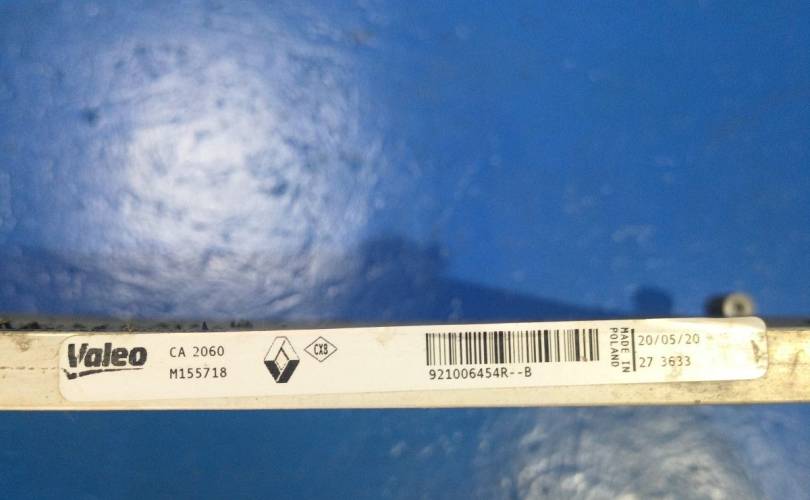 Valeo
CA 2060
M155718
CXS
921006454R--B
MADE IN
POLAND
20/05/20
27 3633